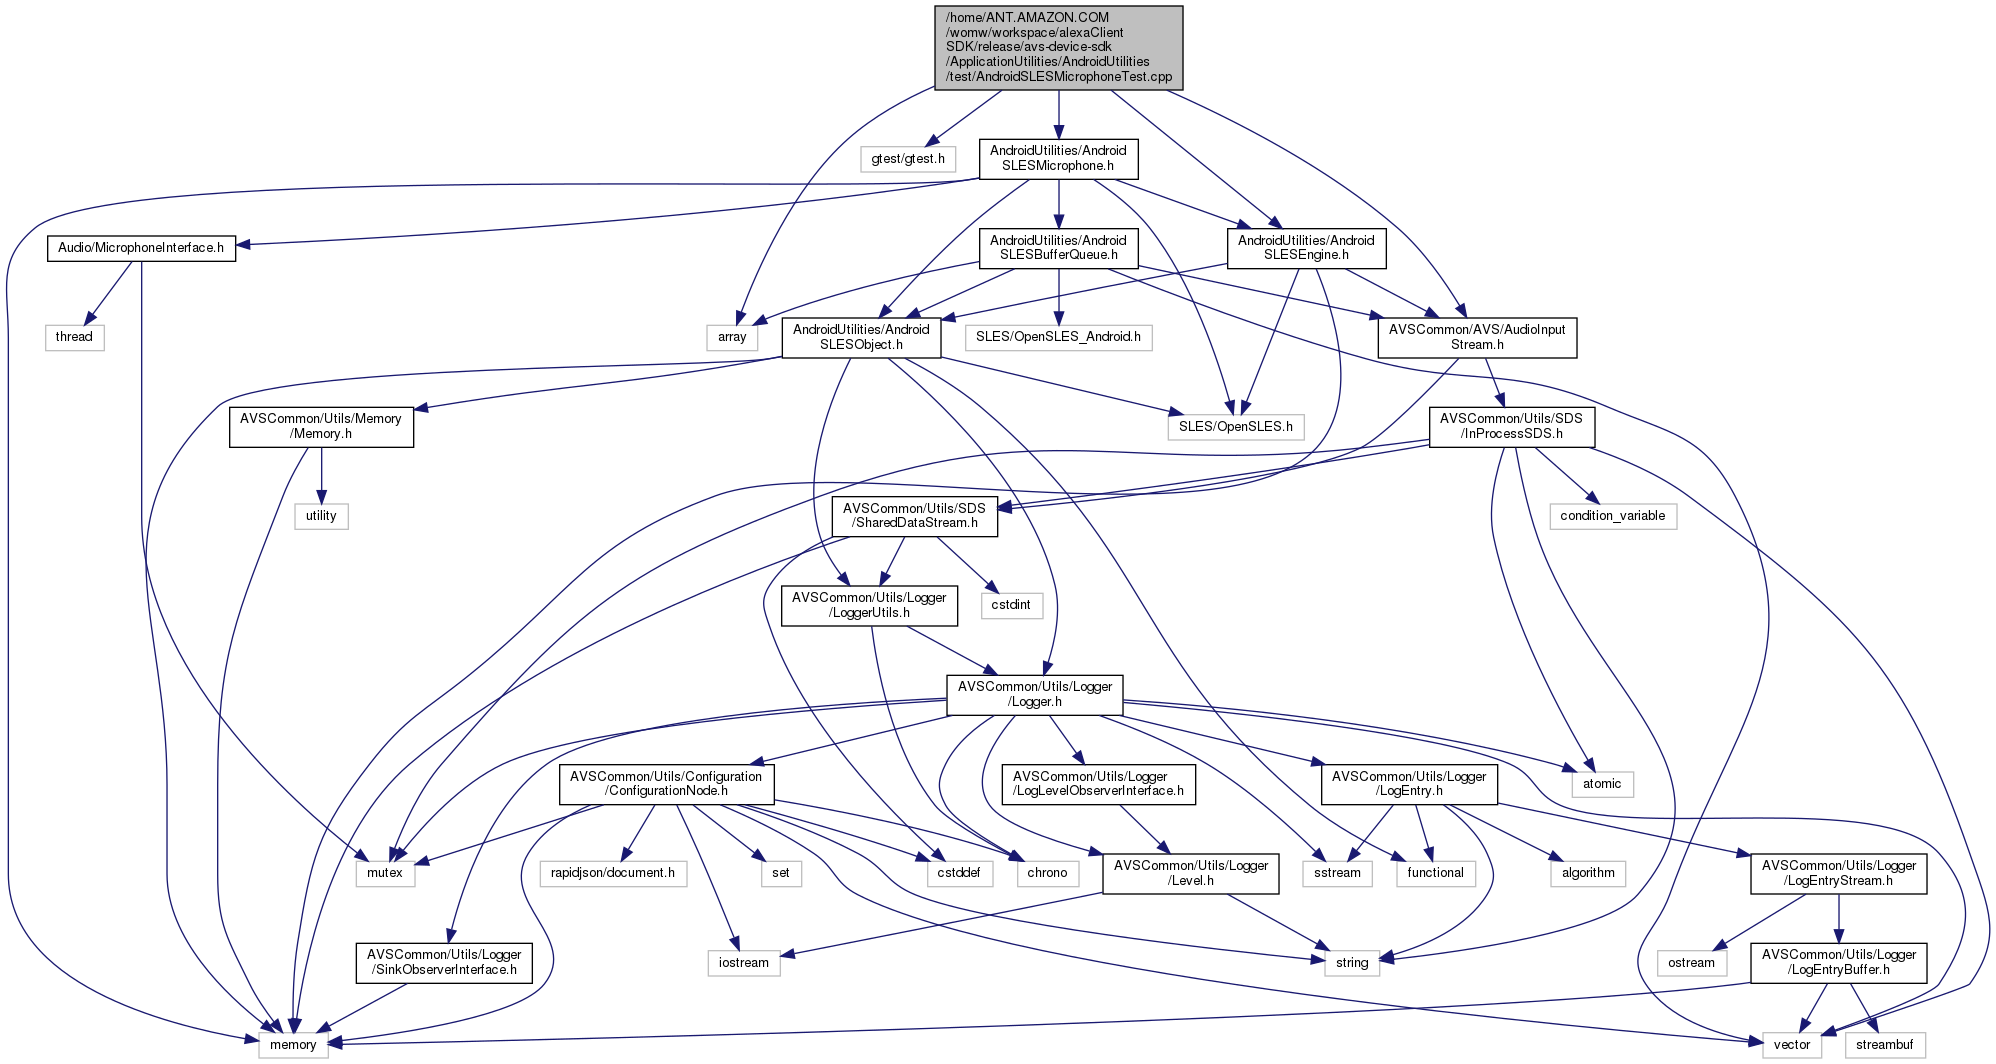 /home/ANT.AMAZON.COM
/womw/workspace/alexaClient
SDK/release/avs-device-sdk
/ApplicationUtilities/AndroidUtilities
/test/AndroidSLESMicrophoneTest.cpp
gtest/gtest.h
AndroidUtilities/Android
SLESMicrophone.h
Audio/MicrophoneInterface.h
AndroidUtilities/Android
SLESBufferQueue.h
AndroidUtilities/Android
SLESEngine.h
thread
array
AndroidUtilities/Android
SLESObject.h
SLES/OpenSLES_Android.h
AVSCommon/AVS/AudioInput
Stream.h
AVSCommon/Utils/Memory
/Memory.h
SLES/OpenSLES.h
AVSCommon/Utils/SDS
/InProcessSDS.h
utility
AVSCommon/Utils/SDS
/SharedDataStream.h
condition_variable
AVSCommon/Utils/Logger
/LoggerUtils.h
cstdint
AVSCommon/Utils/Logger
/Logger.h
AVSCommon/Utils/Configuration
/ConfigurationNode.h
AVSCommon/Utils/Logger
/LogLevelObserverInterface.h
AVSCommon/Utils/Logger
/LogEntry.h
atomic
mutex
rapidjson/document.h
set
cstddef
chrono
AVSCommon/Utils/Logger
/Level.h
sstream
functional
algorithm
AVSCommon/Utils/Logger
/LogEntryStream.h
AVSCommon/Utils/Logger
/SinkObserverInterface.h
iostream
string
ostream
AVSCommon/Utils/Logger
/LogEntryBuffer.h
memory
vector
streambuf